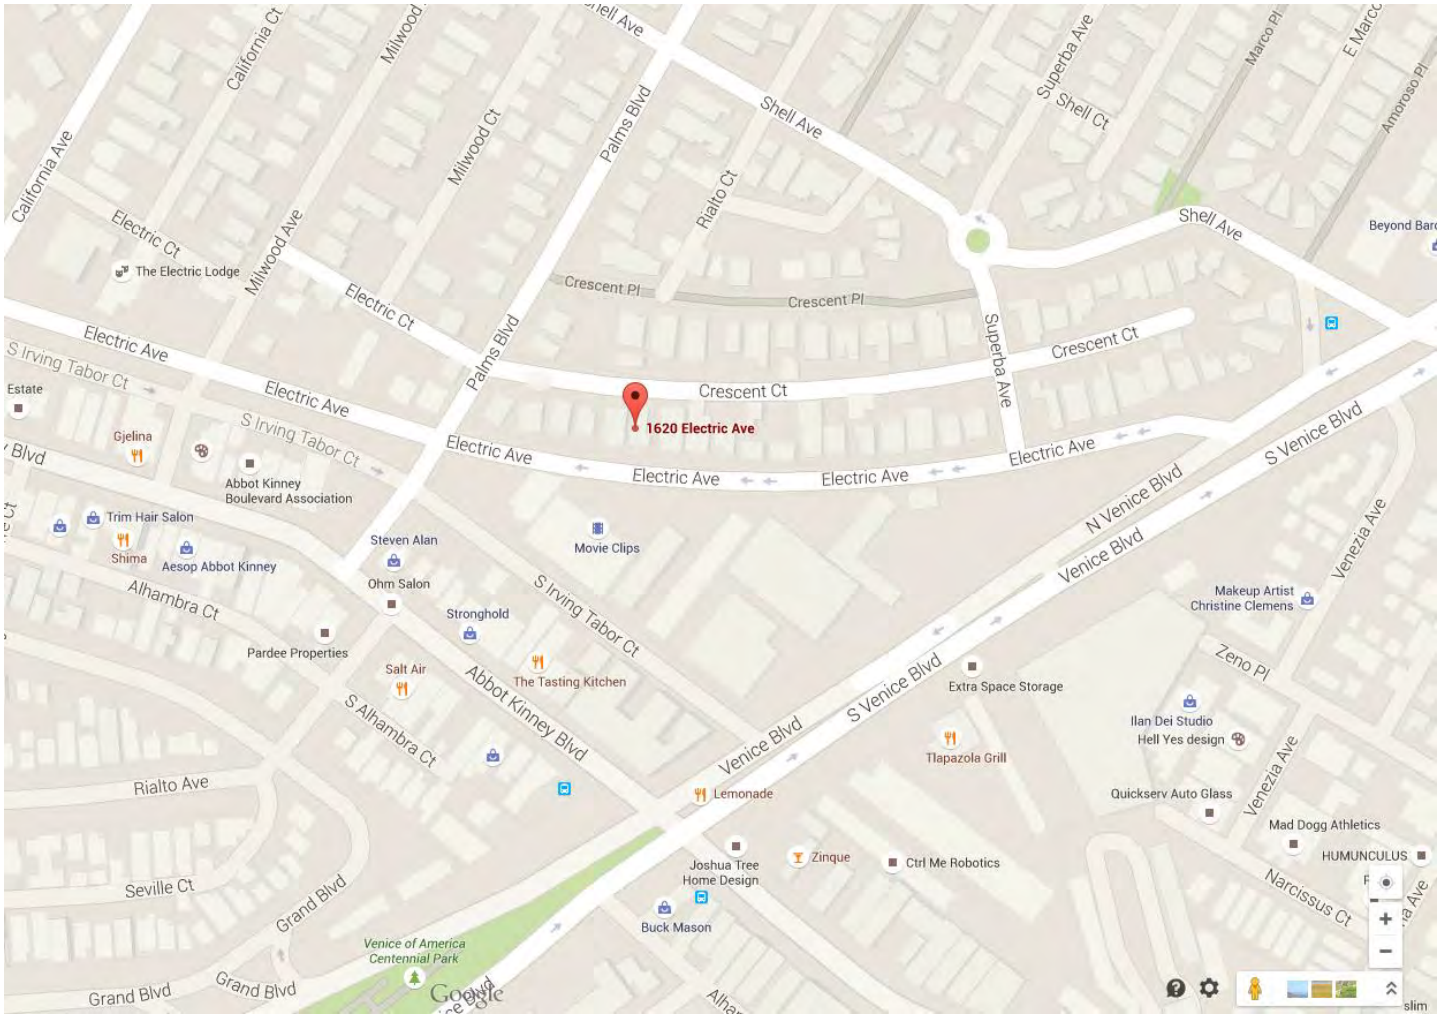 Shell Ave
Milwood
California Ct
Marco Pl
E Marco
Superba Ave
Amoroso Pl
Shell Ave
Shell Ct
Palms Blvd
Milwood Ct
California Ave
Rialto Ct
Shell Ave
Beyond Baro
Electric Ct
Milwood Ave
The Electric Lodge
Crescent Pl
Crescent Pl
Electric Ct
Electric Ave
Palms Blvd
Superba Ave
Crescent Ct
S Irving Tabor Ct
Estate
Electric Ave
Crescent Ct
1620 Electric Ave
S Irving Tabor Ct
Gjelina
Blvd
Electric Ave
Electric Ave
Electric Ave
Electric Ave
S Venice Blvd
Abbot Kinney
Boulevard Association
N Venice Blvd
Trim Hair Salon
Shima
Aesop Abbot Kinney
Steven Alan
Movie Clips
Venice Blvd
Venezia Ave
Alhambra Ct
Ohm Salon
S Irving Tabor Ct
Makeup Artist
Christine Clemens
Stronghold
Pardee Properties
Salt Air
The Tasting Kitchen
S Venice Blvd
Extra Space Storage
Zeno Pl
S Alhambra Ct
Abbot Kinney Blvd
Venice Blvd
Ilan Dei Studio
Hell Yes design
Tlapazola Grill
Rialto Ave
Lemonade
Quickserv Auto Glass
Venezia Ave
Mad Dogg Athletics
HUMUNCULUS
Joshua Tree
Home Design
Zinque
Ctrl Me Robotics
Seville Ct
Grand Blvd
Narcissus Ct
Buck Mason
Venice of America
Centennial Park
Grand Blvd
Grand Blvd
Google
slim